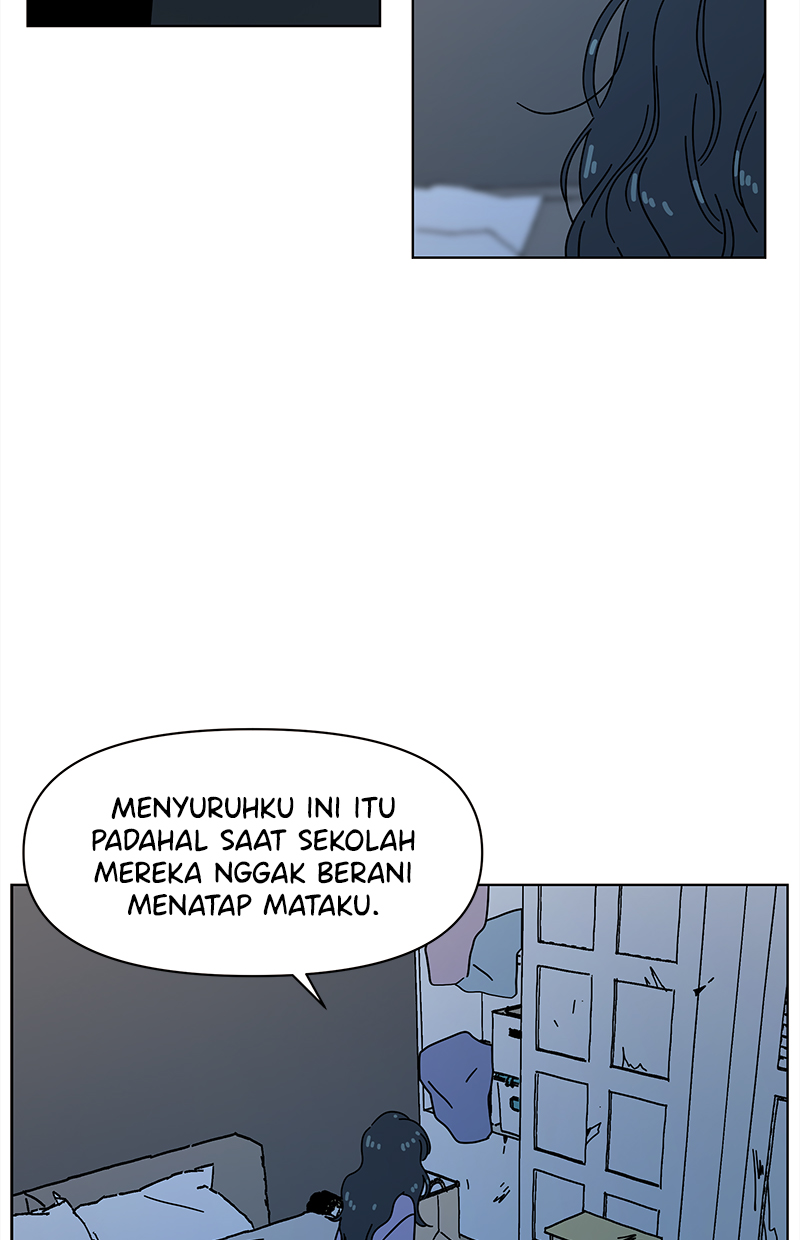 MENYURUHKU INI ITU
PADAHAL SAAT SEKOLAH
MEREKA NGGAK BERANI
MENATAP MATAKU.